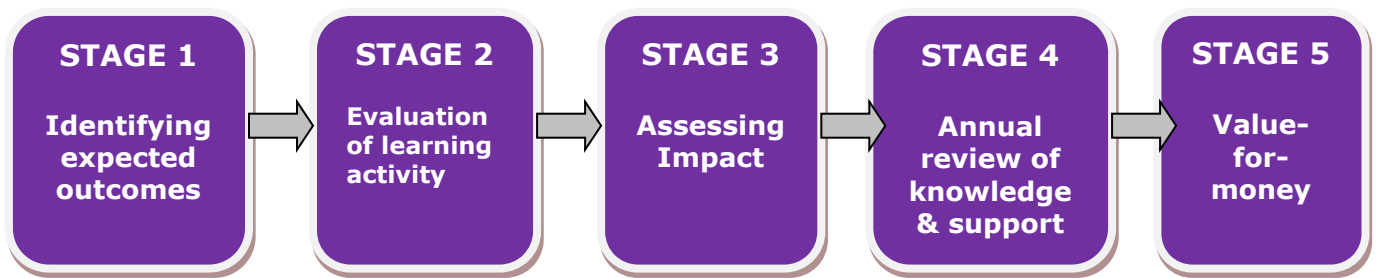 STAGE 1
Identifying
expected
outcomes
STAGE 2
Evaluation
of learning
activity
STAGE 3
Assessing
Impact
STAGE 4
Annual
review of
knowledge
& support
STAGE 5
Value-
for-
money